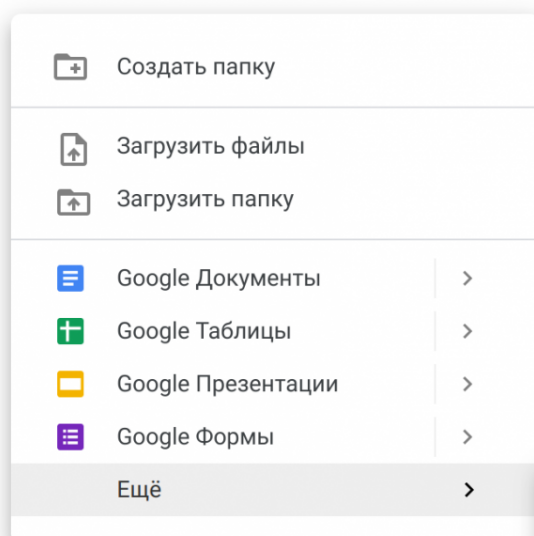 Создать папку
Загрузить файлы
Загрузить папку
Google Документы
Google Таблицы
Google Презентации
Google Формы
Ещё